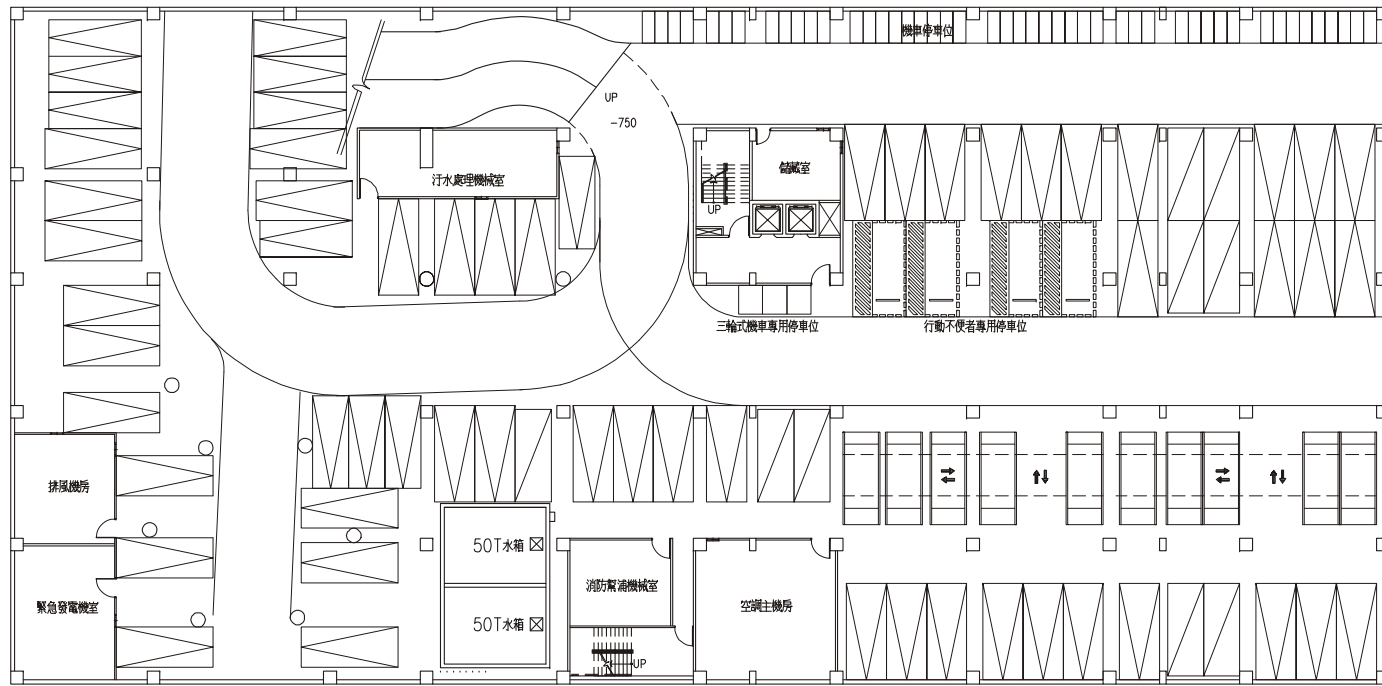 機車停車位
UP
-750
污水處理機械室
儲藏室
UP
三輪式機車專用停車位
行動不便者專用停車位
排風機房
50T水箱
消防幫浦機械室
空調主機房
緊急發電機室
50T水箱
UP